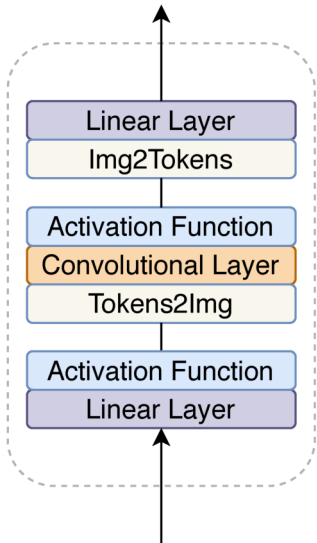 Linear Layer
Img2Tokens
Activation Function
Convolutional Layer
Tokens2Img
Activation Function
Linear Layer